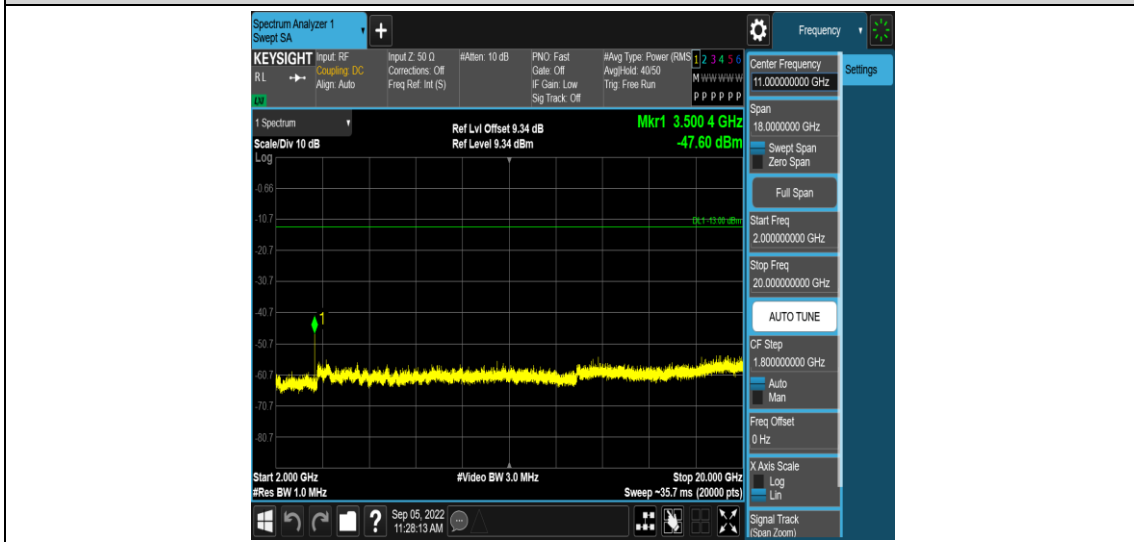 Spectrum Analyzer 1
Swept SA
+
Frequency
KEYSIGHT
RL
Input: RF
Coupling: DC
Align: Auto
Input Z: 50 Ω
Corrections: Off
Freq Ref: Int (S)
#Atten: 10 dB
PNO: Fast
Gate: Off
IF Gain: Low
Sig Track: Off
#Avg Type: Power (RMS
Avg|Hold: 40/50
Trig: Free Run
1 2 3 4 5 6
M W W W W W
P P P P P P
1 Spectrum
Scale/Div 10 dB
Log
Ref Lvl Offset 9.34 dB
Ref Level 9.34 dBm
Mkr1 3.500 4 GHz
-47.60 dBm
-0.66
-10.7
DL1 -13.00 dBm
-20.7
-30.7
-40.7
1
-50.7
-60.7
-70.7
-80.7
Start 2.000 GHz
#Res BW 1.0 MHz
#Video BW 3.0 MHz
Stop 20.000 GHz
Sweep ~35.7 ms (20000 pts)
Center Frequency
11.000000000 GHz
Settings
Span
18.0000000 GHz
Swept Span
Zero Span
Full Span
Start Freq
2.000000000 GHz
Stop Freq
20.000000000 GHz
AUTO TUNE
CF Step
1.800000000 GHz
Auto
Man
Freq Offset
0 Hz
X Axis Scale
Log
Lin
Signal Track
(Span Zoom)
?
Sep 05, 2022
11:28:13 AM